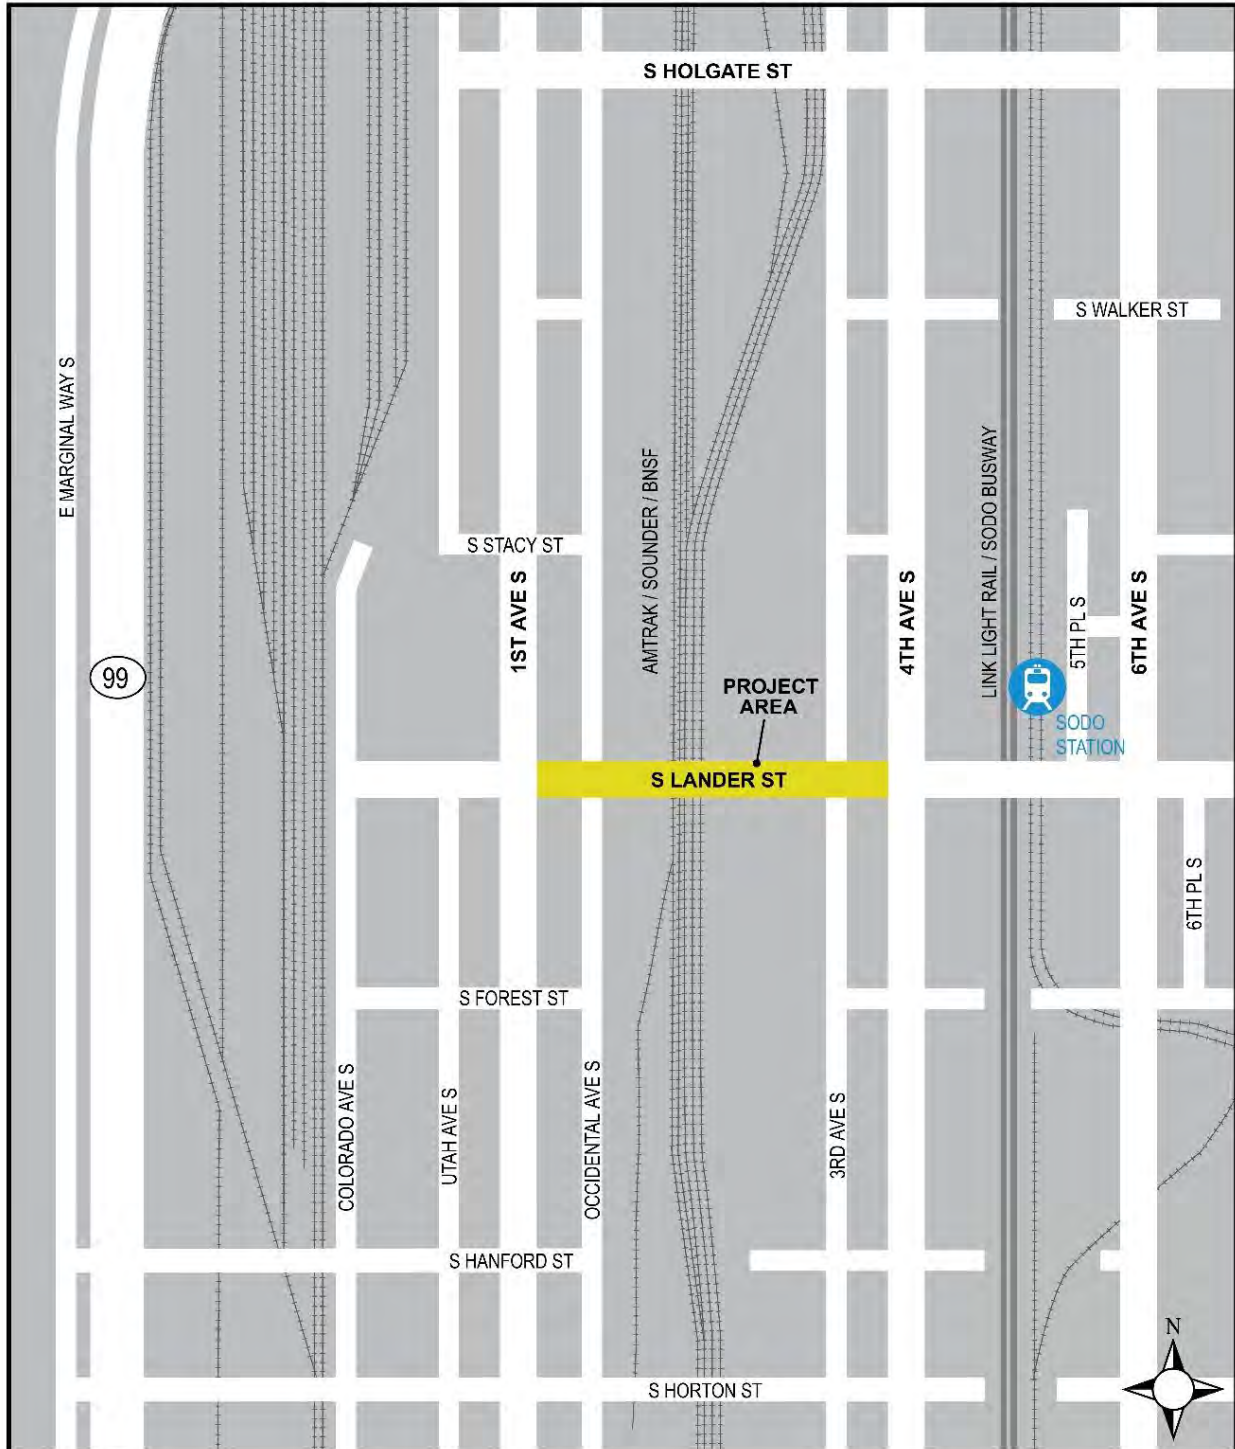 S HOLGATE ST
S WALKER ST
E MARGINAL WAY S
AMTRAK / SOUNDER / BNSF
LINK LIGHT RAIL / SODO BUSWAY
S STACY ST
1ST AVE S
4TH AVE S
5TH PL S
6TH AVE S
99
PROJECT
AREA
SODO
STATION
S LANDER ST
6TH PL S
S FOREST ST
COLORADO AVE S
UTAH AVE S
OCCIDENTAL AVE S
3RD AVE S
S HANFORD ST
N
S HORTON ST